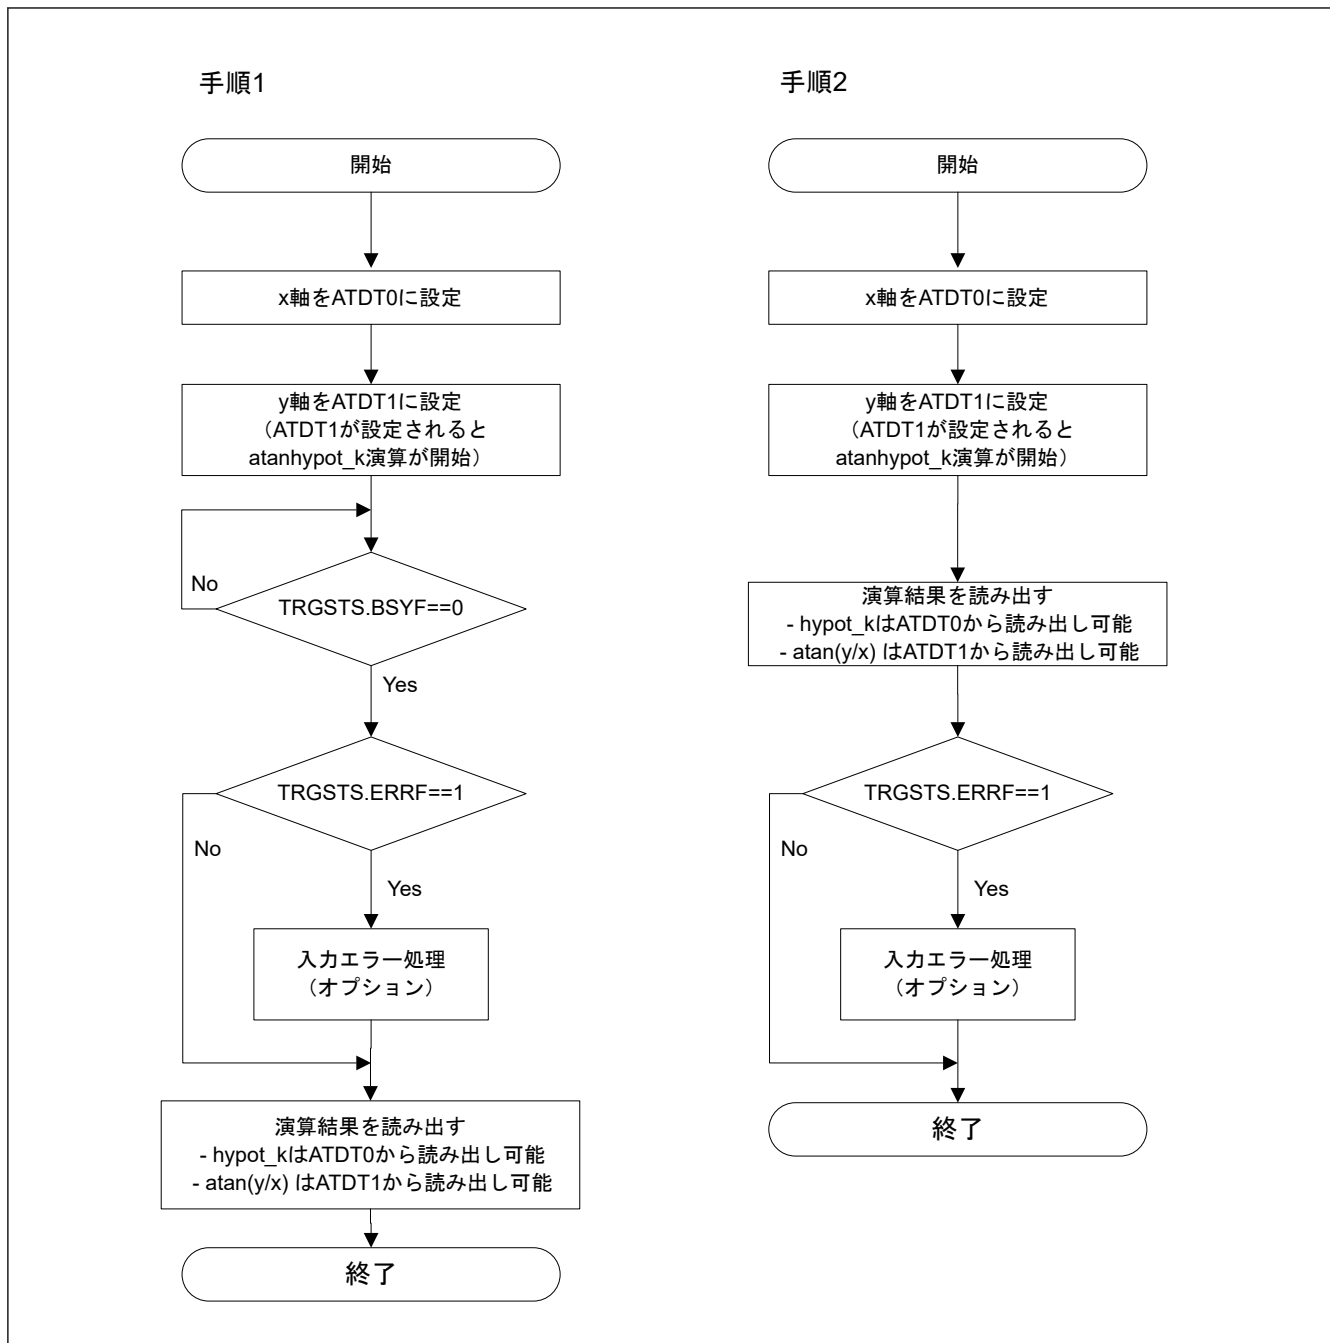 手順1
開始
x軸をATDT0に設定
y軸をATDT1に設定
（ATDT1が設定されると
atanhypot_k演算が開始）
No
TRGSTS.BSYF==0
Yes
TRGSTS.ERRF==1
No
Yes
入力エラー処理
（オプション）
演算結果を読み出す
- hypot_kはATDT0から読み出し可能
- atan(y/x) はATDT1から読み出し可能
終了
手順2
開始
x軸をATDT0に設定
y軸をATDT1に設定
（ATDT1が設定されると
atanhypot_k演算が開始）
演算結果を読み出す
- hypot_kはATDT0から読み出し可能
- atan(y/x) はATDT1から読み出し可能
TRGSTS.ERRF==1
No
Yes
入力エラー処理
（オプション）
終了